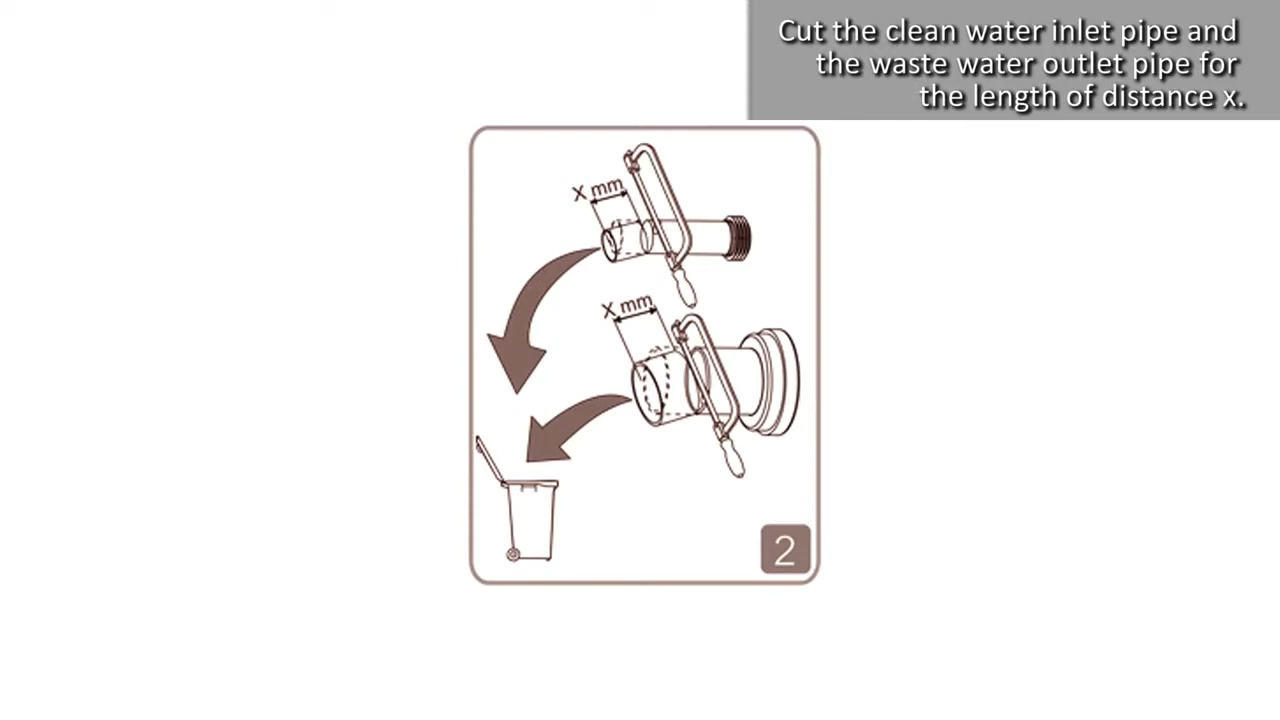 Cut the clean water inlet pipe and
the waste water outlet pipe for
the length of distance x.
X mm
X mm
2